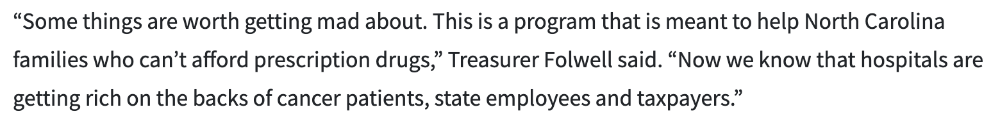 “Some things are worth getting mad about. This is a program that is meant to help North Carolina
families who can’t afford prescription drugs,” Treasurer Folwell said. “Now we know that hospitals are
getting rich on the backs of cancer patients, state employees and taxpayers.”